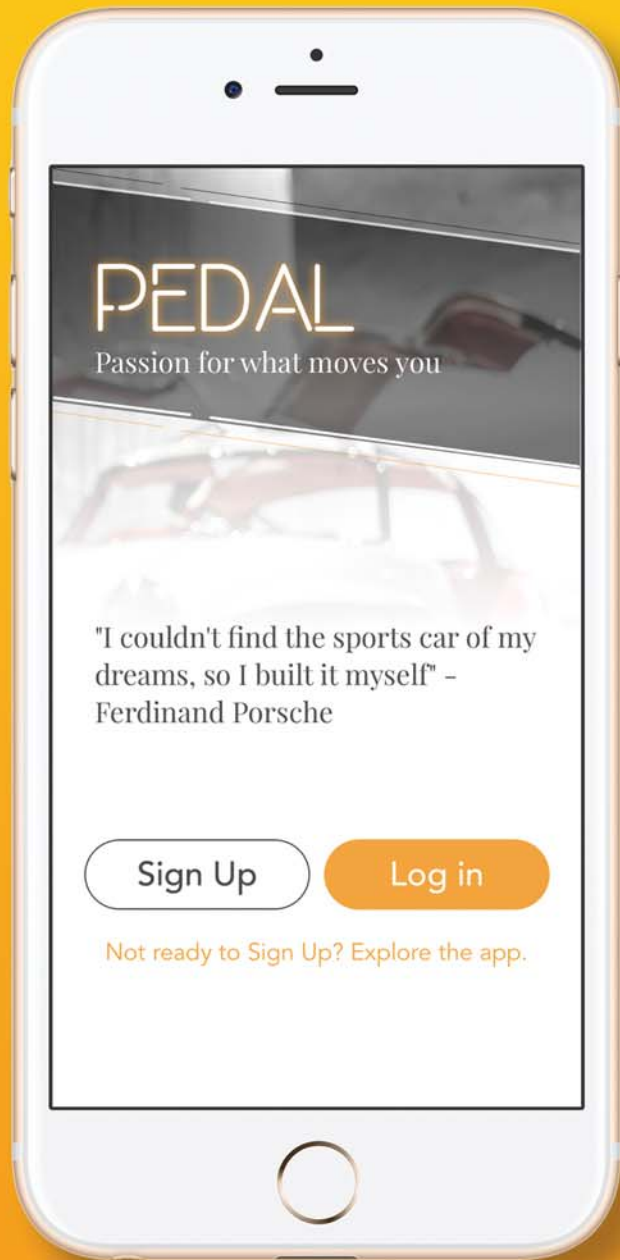 PEDAL
Passion for what moves you
"I couldn't find the sports car of my
dreams, so I built it myself" -
Ferdinand Porsche
Sign Up
Log in
Not ready to Sign Up? Explore the app.